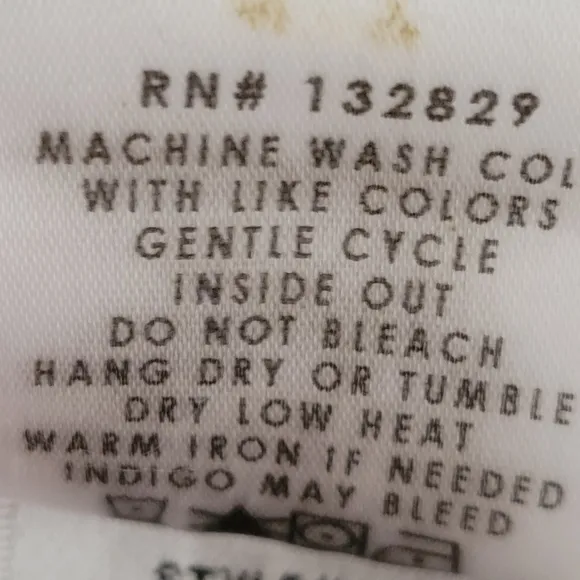 RN# 132829
MACHINE WASH COL
WITH LIKE COLORS
GENTLE CYCLE
INSIDE OUT
DO NOT BLEACH
HANG DRY OR TUMBLE
DRY LOW HEAT
WARM IRON IF NEEDED
INDIGO MAY BLEED